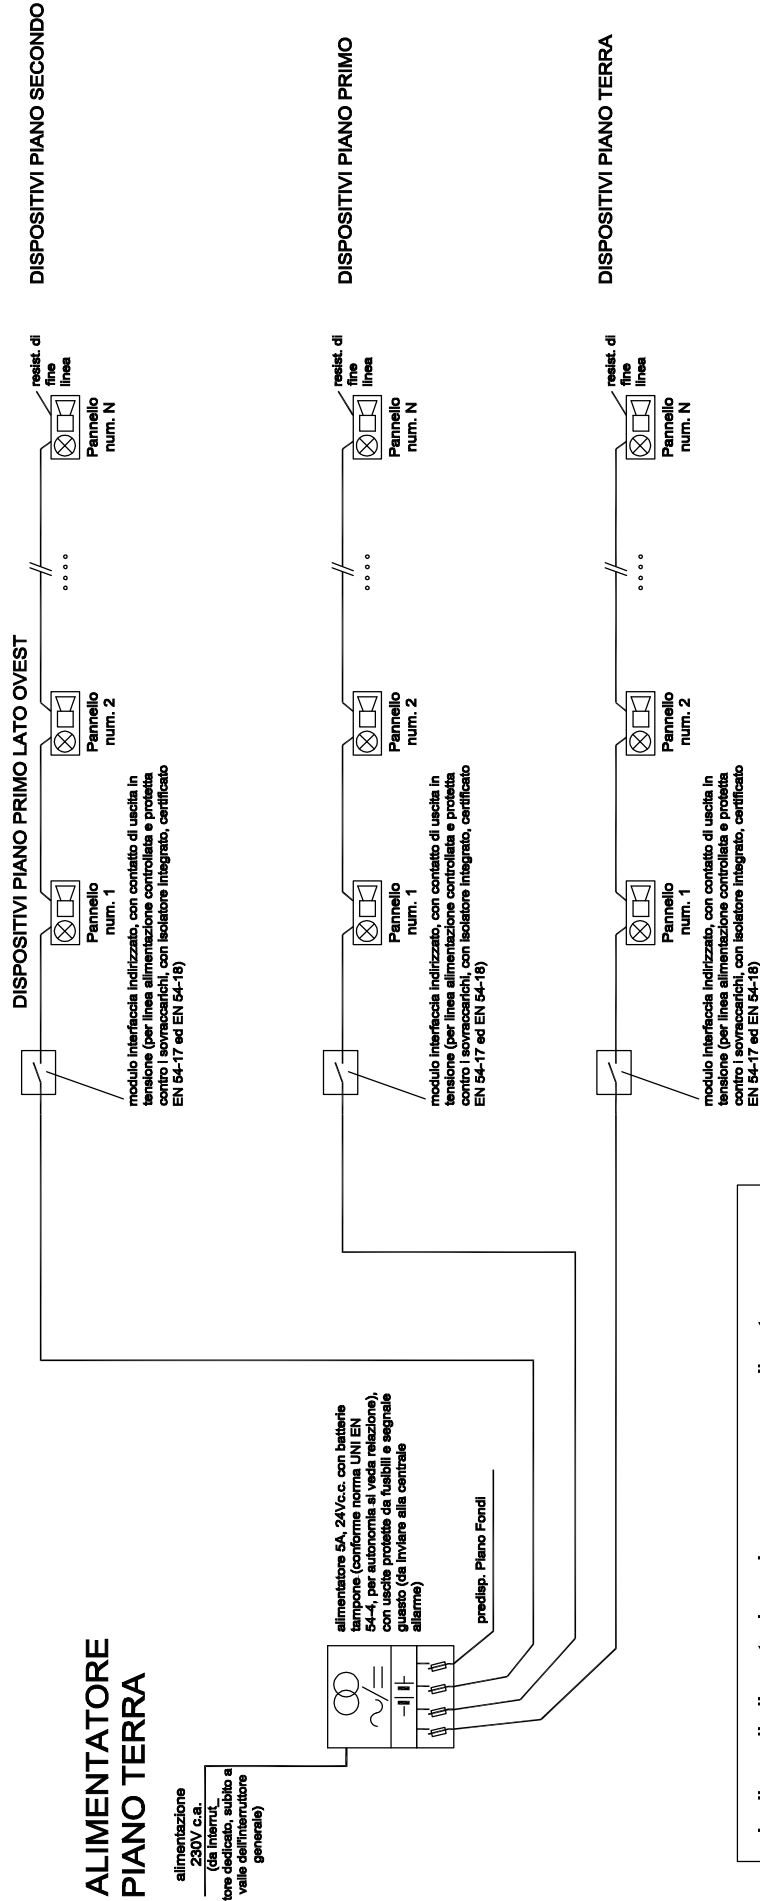 ALIMENTATORE
PIANO TERRA
alimentazione
230V c.a.
(da interrut_
tore dedicato, subito a
valle dell'interruttore
generale)
alimentatore 5A, 24Vc.c. con batterie
tampone (conforme norma UNI EN
54-4, per autonomia si veda relazione),
con uscite protette da fusibili e segnale
guasto (da inviare alla centrale
allarme)
predisp. Piano Fondi
DISPOSITIVI PIANO PRIMO LATO OVEST
DISPOSITIVI PIANO SECONDO
modulo interfaccia indirizzato, con contatto di uscita in
tensione (per linea alimentazione controllata e protetta
contro i sovraccarichi, con isolatore integrato, certificato
EN 54-17 ed EN 54-18)
Pannello
num. 1
Pannello
num. 2
Pannello
num. N
resist. di
fine
linea
DISPOSITIVI PIANO PRIMO
modulo interfaccia indirizzato, con contatto di uscita in
tensione (per linea alimentazione controllata e protetta
contro i sovraccarichi, con isolatore integrato, certificato
EN 54-17 ed EN 54-18)
Pannello
num. 1
Pannello
num. 2
Pannello
num. N
resist. di
fine
linea
DISPOSITIVI PIANO TERRA
modulo interfaccia indirizzato, con contatto di uscita in
tensione (per linea alimentazione controllata e protetta
contro i sovraccarichi, con isolatore integrato, certificato
EN 54-17 ed EN 54-18)
Pannello
num. 1
Pannello
num. 2
Pannello
num. N
resist. di
fine
linea